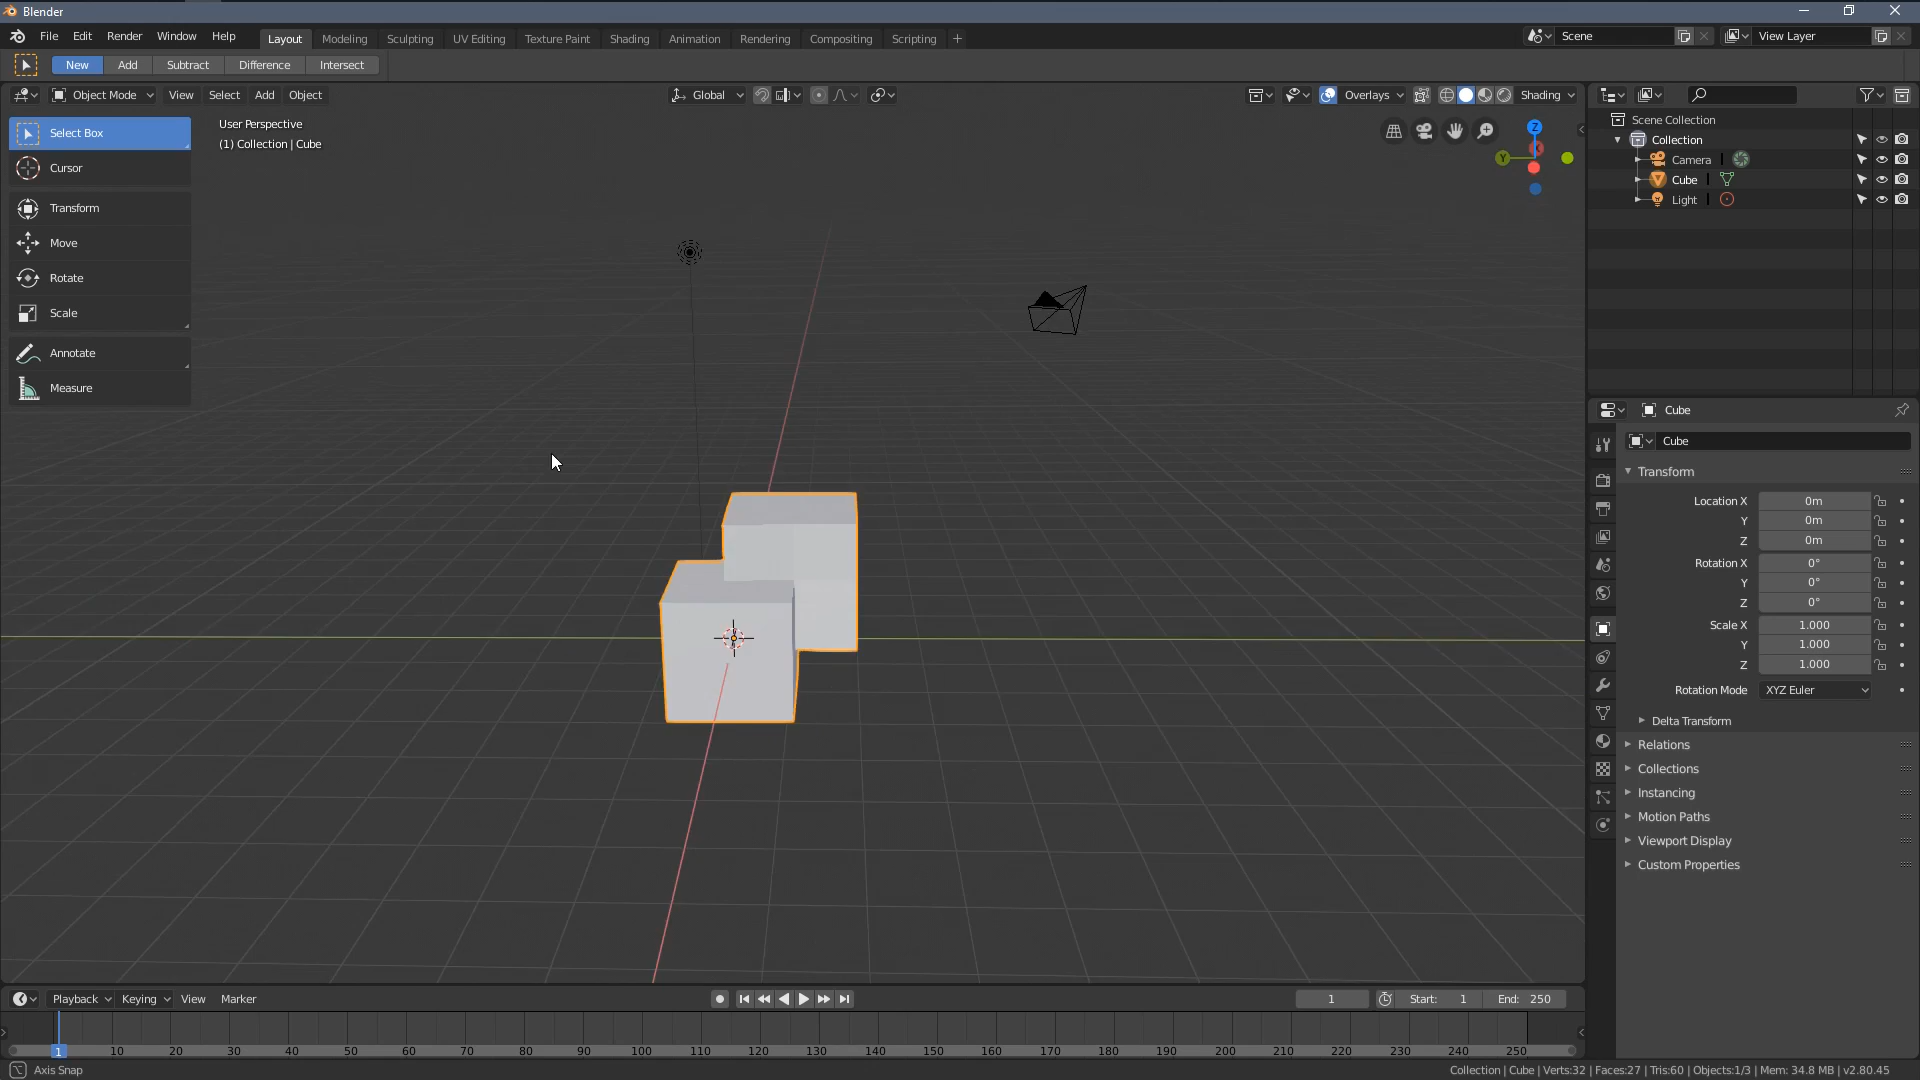 Blender
File Edit Render Window Help Layout Modeling Sculpting UV Editing Texture Paint Shading Animation Rendering Compositing Scripting + Scene View Layer
New Add Subtract Difference Intersect
Object Mode View Select Add Object Global Overlays Shading
Select Box
Cursor
Transform
Move
Rotate
Scale
Annotate
Measure
User Perspective
(1) Collection | Cube
Z
Y
Scene Collection
Collection
Camera
Cube
Light
Cube
Cube
Transform
Location X 0m
Y 0m
Z 0m
Rotation X 0°
Y 0°
Z 0°
Scale X 1.000
Y 1.000
Z 1.000
Rotation Mode XYZ Euler
Delta Transform
Relations
Collections
Instancing
Motion Paths
Viewport Display
Custom Properties
Playback Keying View Marker 1 Start: 1 End: 250
1 10 20 30 40 50 60 70 80 90 100 110 120 130 140 150 160 170 180 190 200 210 220 230 240 250
Axis Snap
Collection | Cube | Verts:32 | Faces:27 | Tris:60 | Objects:1/3 | Mem: 34.8 MB | v2.80.45